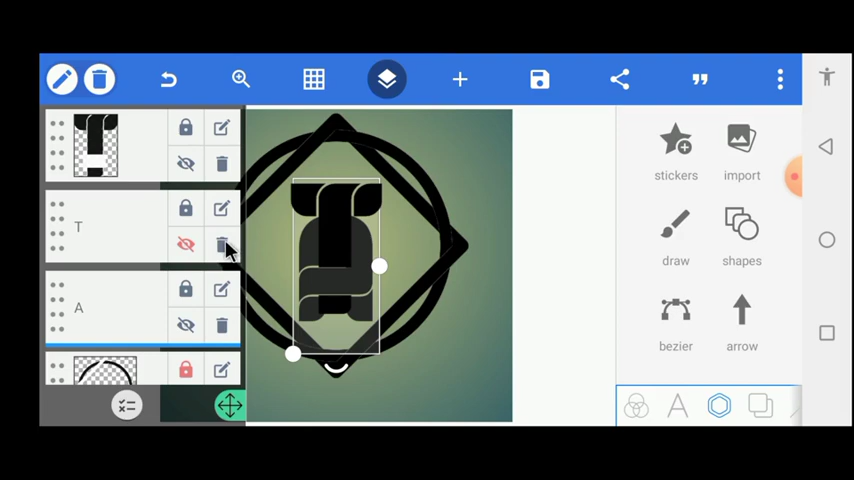 T
A
stickers
import
draw
shapes
bezier
arrow